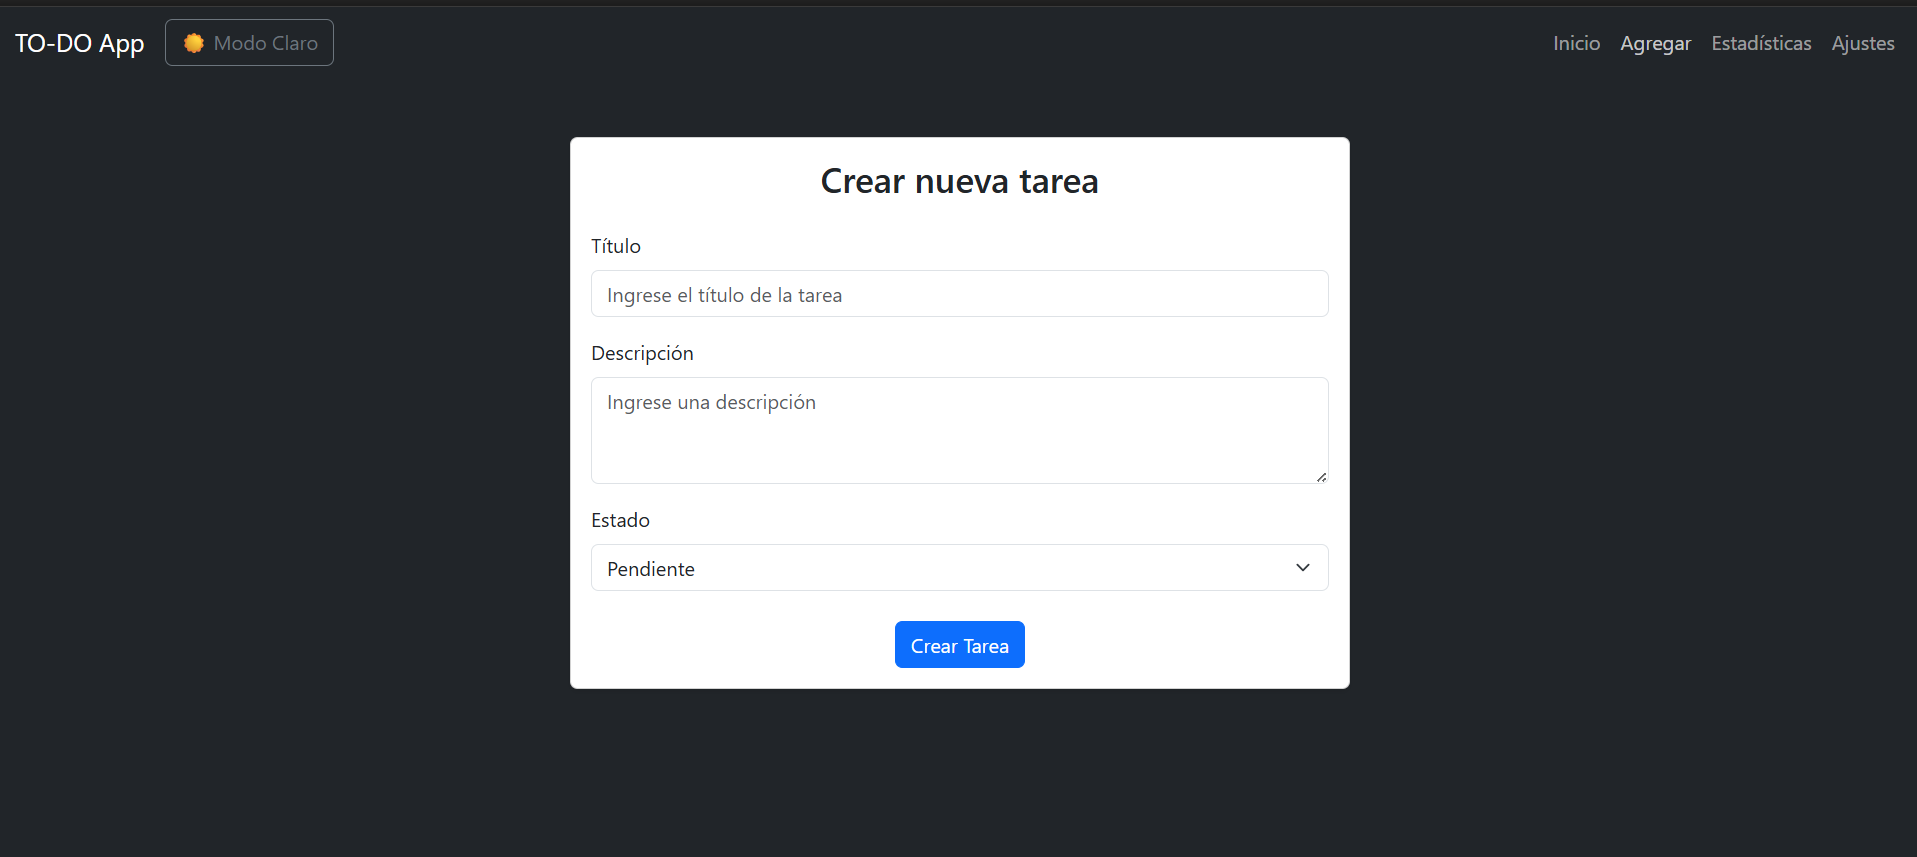 TO-DO App
Modo Claro
Inicio Agregar Estadísticas Ajustes
Crear nueva tarea
Título
Ingrese el título de la tarea
Descripción
Ingrese una descripción
Estado
Pendiente
Crear Tarea